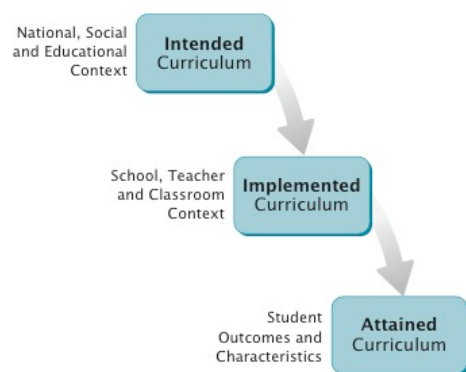 National, Social
and Educational
Context
Intended
Curriculum
School, Teacher
and Classroom
Context
Implemented
Curriculum
Student
Outcomes and
Characteristics
Attained
Curriculum